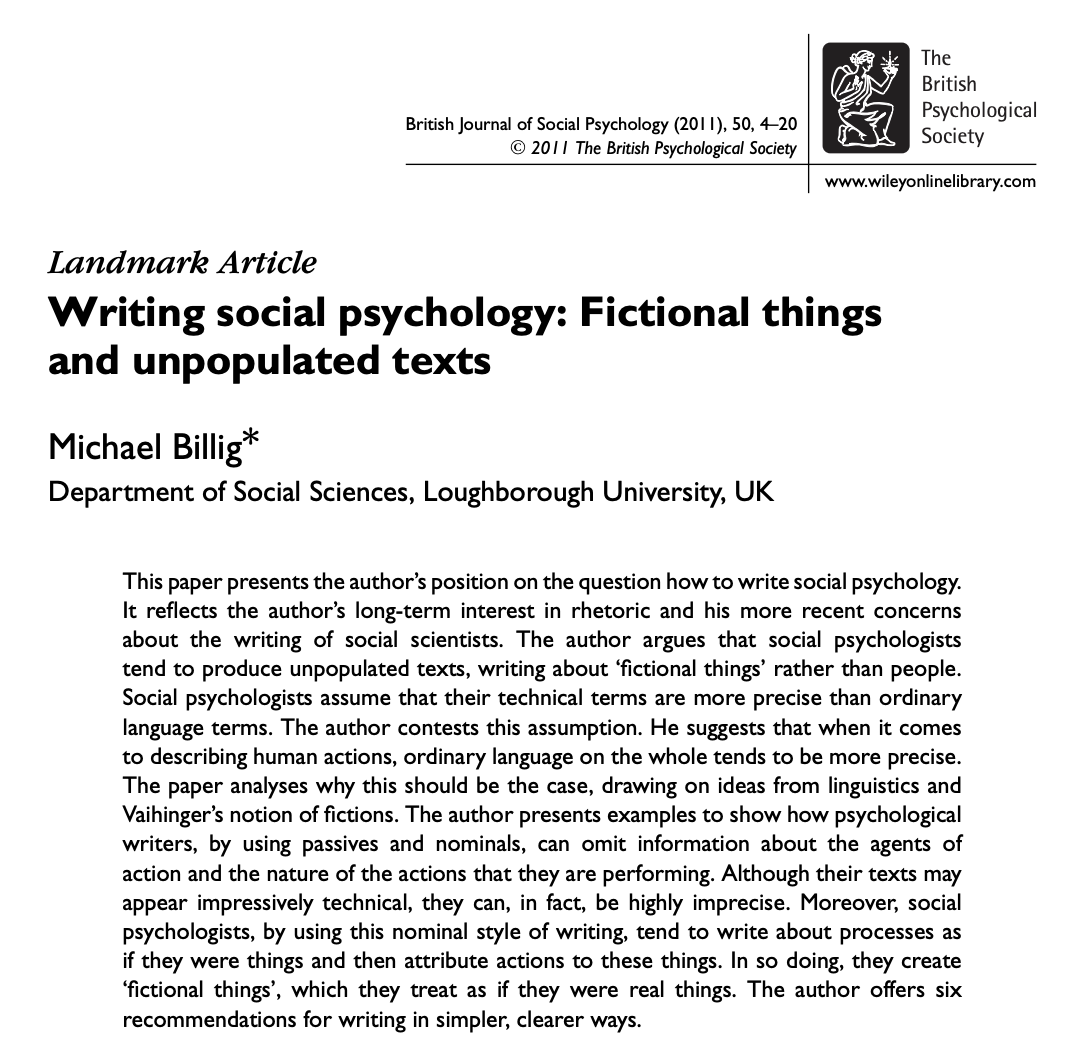 The
British
Psychological
Society
British Journal of Social Psychology (2011), 50, 4–20
© 2011 The British Psychological Society
www.wileyonlinelibrary.com
Landmark Article
Writing social psychology: Fictional things
and unpopulated texts
Michael Billig*
Department of Social Sciences, Loughborough University, UK
This paper presents the author’s position on the question how to write social psychology.
It reflects the author’s long-term interest in rhetoric and his more recent concerns
about the writing of social scientists. The author argues that social psychologists
tend to produce unpopulated texts, writing about ‘fictional things’ rather than people.
Social psychologists assume that their technical terms are more precise than ordinary
language terms. The author contests this assumption. He suggests that when it comes
to describing human actions, ordinary language on the whole tends to be more precise.
The paper analyses why this should be the case, drawing on ideas from linguistics and
Vaihinger’s notion of fictions. The author presents examples to show how psychological
writers, by using passives and nominals, can omit information about the agents of
action and the nature of the actions that they are performing. Although their texts may
appear impressively technical, they can, in fact, be highly imprecise. Moreover, social
psychologists, by using this nominal style of writing, tend to write about processes as
if they were things and then attribute actions to these things. In so doing, they create
‘fictional things’, which they treat as if they were real things. The author offers six
recommendations for writing in simpler, clearer ways.